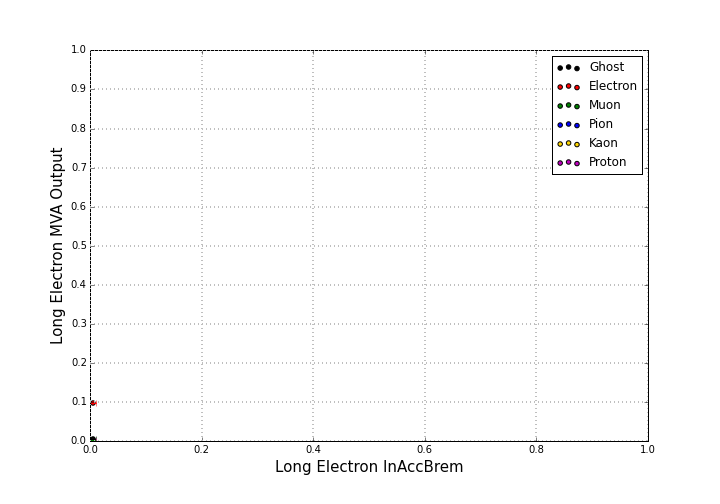 1.0
0.9
0.8
0.7
0.6
0.5
0.4
0.3
0.2
0.1
0.0
Long Electron MVA Output
Ghost
Electron
Muon
Pion
Kaon
Proton
0.0 0.2 0.4 0.6 0.8 1.0
Long Electron InAccBrem